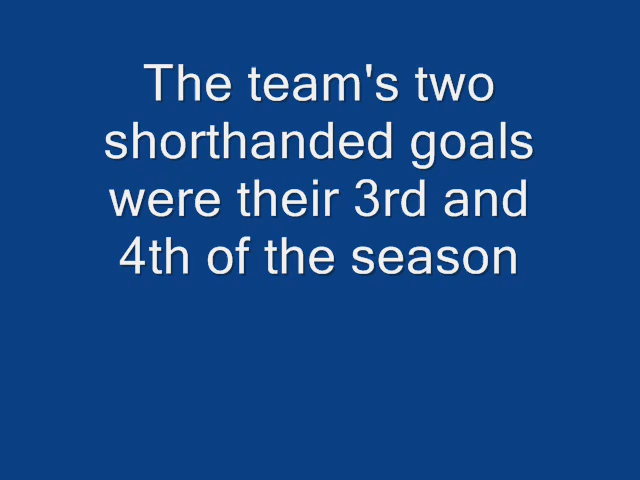 The team's two
shorthanded goals
were their 3rd and
4th of the season